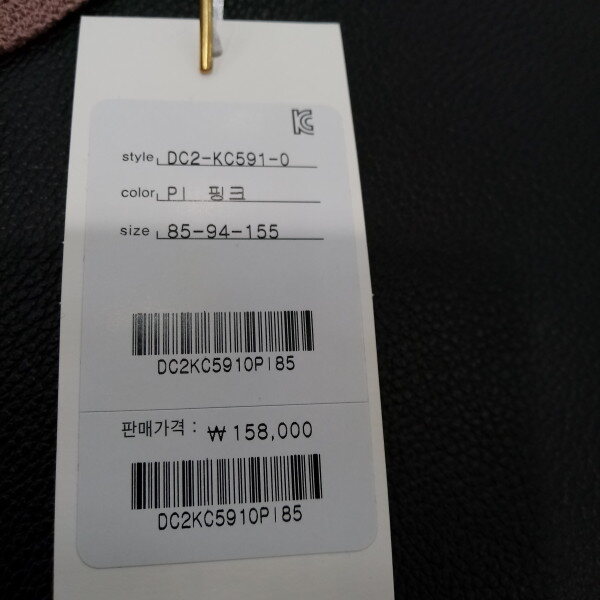 style DC2-KC591-0
color PI 핑크
size 85-94-155
DC2KC5910PI85
판매가격 : ₩ 158,000
DC2KC5910PI85